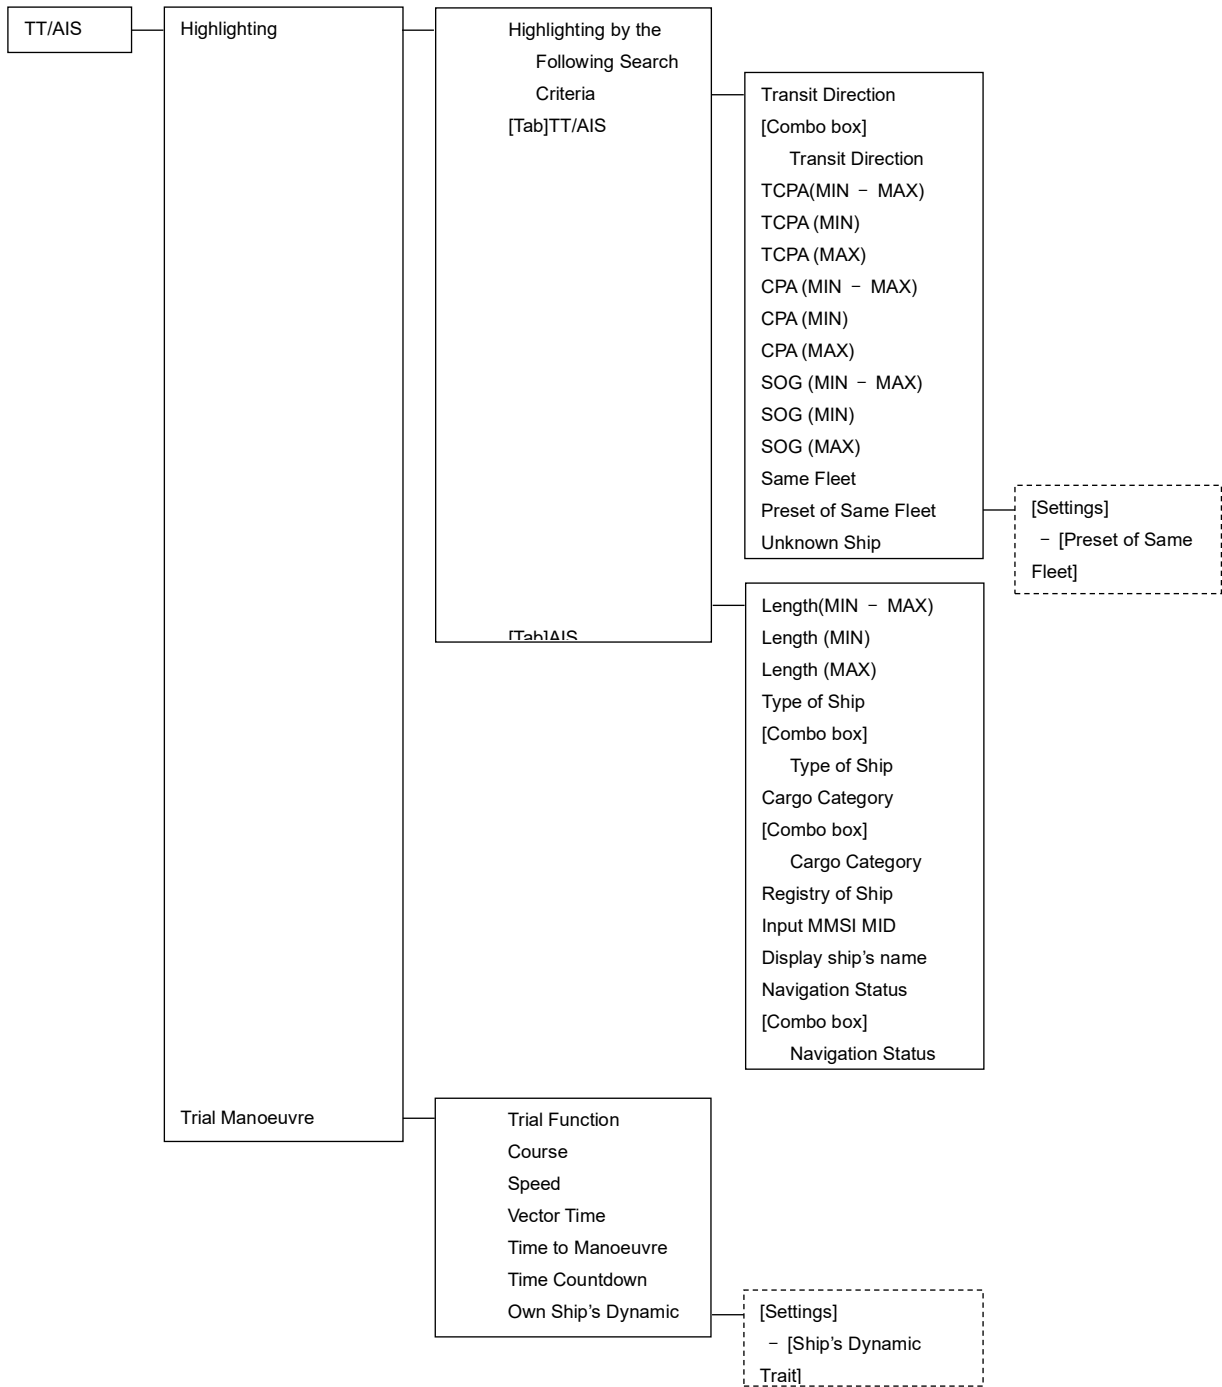 TT/AIS
Highlighting
Highlighting by the
Following Search
Criteria
[Tab]TT/AIS
Transit Direction
[Combo box]
Transit Direction
TCPA(MIN − MAX)
TCPA (MIN)
TCPA (MAX)
CPA (MIN − MAX)
CPA (MIN)
CPA (MAX)
SOG (MIN − MAX)
SOG (MIN)
SOG (MAX)
Same Fleet
Preset of Same Fleet
Unknown Ship
[Settings]
− [Preset of Same
Fleet]
[Tab]AIS
Length(MIN − MAX)
Length (MIN)
Length (MAX)
Type of Ship
[Combo box]
Type of Ship
Cargo Category
[Combo box]
Cargo Category
Registry of Ship
Input MMSI MID
Display ship’s name
Navigation Status
[Combo box]
Navigation Status
Trial Manoeuvre
Trial Function
Course
Speed
Vector Time
Time to Manoeuvre
Time Countdown
Own Ship’s Dynamic
[Settings]
− [Ship’s Dynamic
Trait]